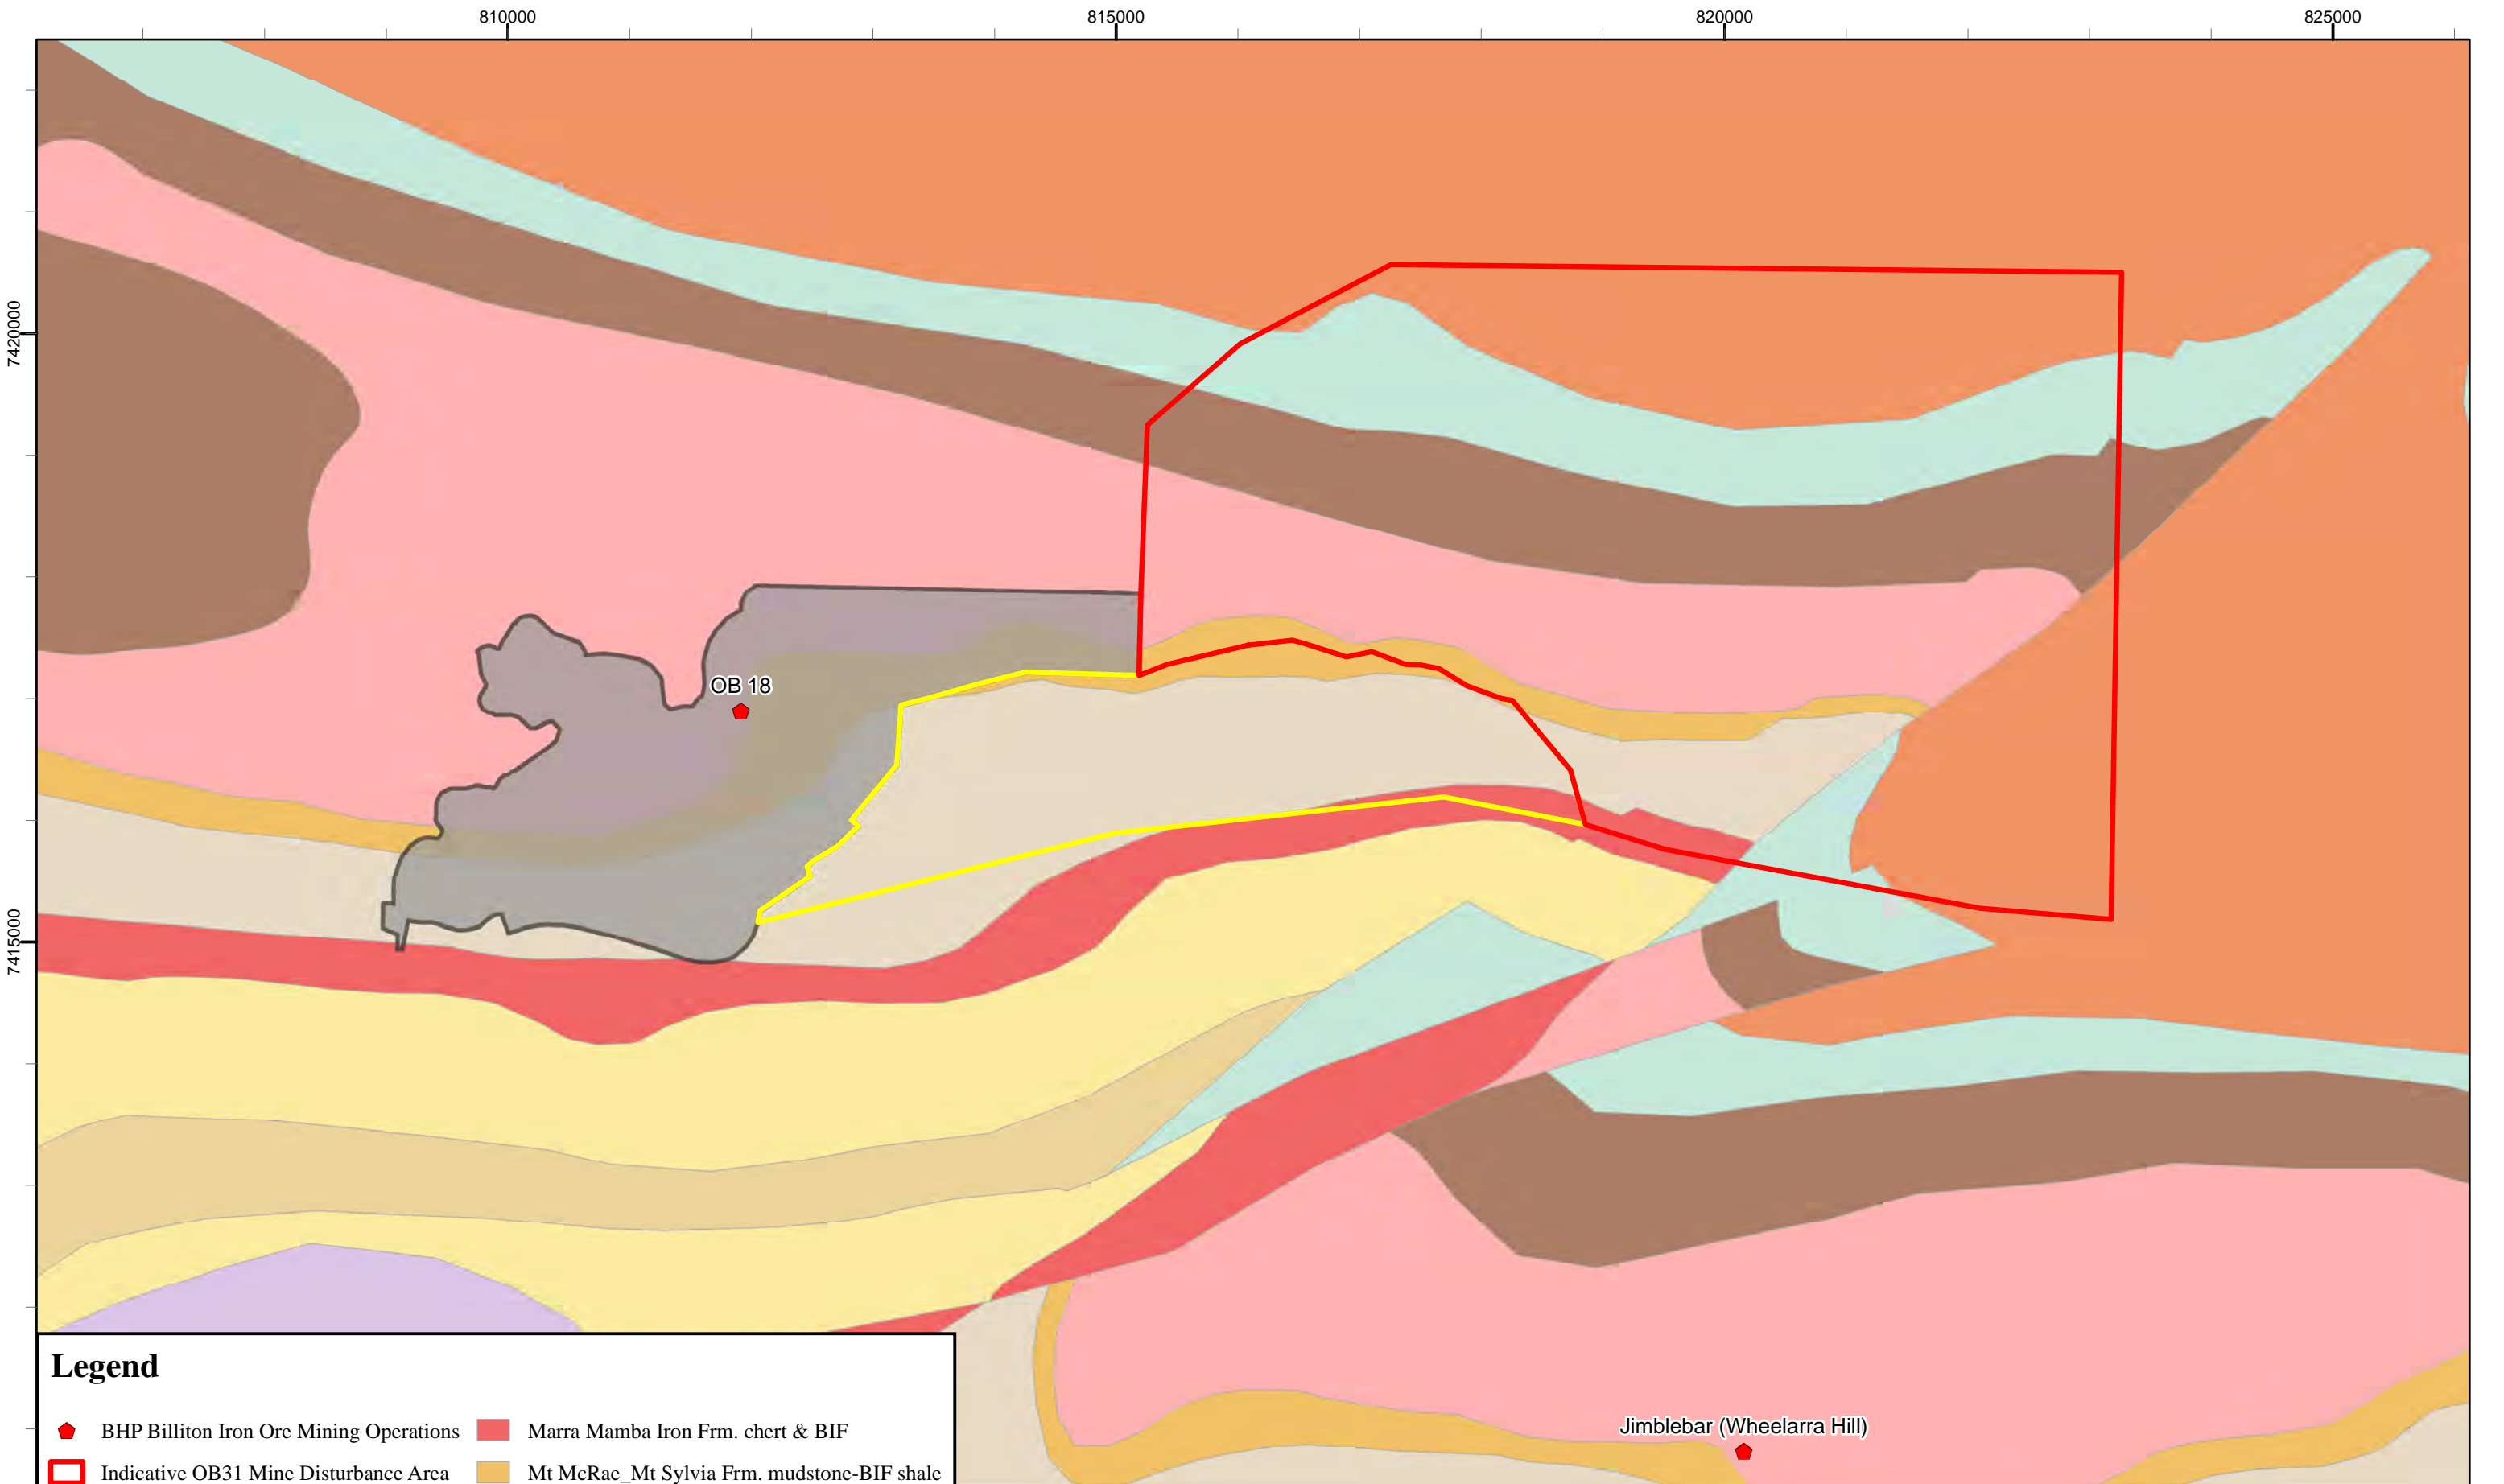 810000 815000 820000 825000
7420000
OB 18
7415000
Legend
BHP Billiton Iron Ore Mining Operations
Marra Mamba Iron Frm. chert & BIF
Jimblebar (Wheelarra Hill)
Indicative OB31 Mine Disturbance Area
Mt McRae_Mt Sylvia Frm. mudstone-BIF shale